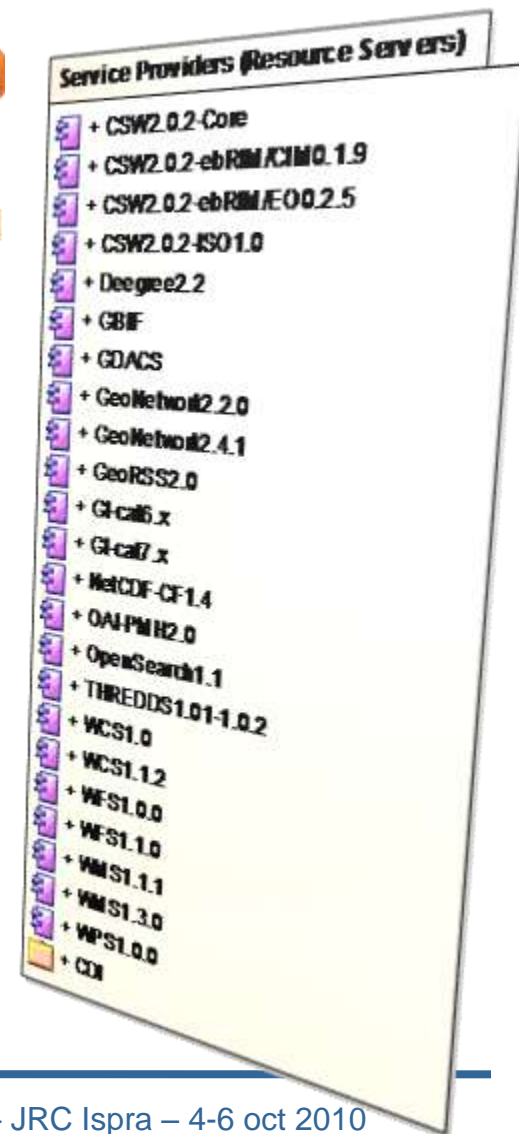 Service Providers (Resource Servers)
+ CSW2.0.2-Core
+ CSW2.0.2-ebRIM/CIM0.1.9
+ CSW2.0.2-ebRIM/EO0.2.5
+ CSW2.0.2-ISO1.0
+ Deegree2.2
+ GBIF
+ GDACS
+ GeoNetwork2.2.0
+ GeoNetwork2.4.1
+ GeoRSS2.0
+ GI-cat6.x
+ GI-cat7.x
+ NetCDF-CF1.4
+ OAI-PMH2.0
+ OpenSearch1.1
+ THREDDS1.01-1.0.2
+ WCS1.0
+ WCS1.1.2
+ WFS1.0.0
+ WFS1.1.0
+ WMS1.1.1
+ WMS1.3.0
+ WPS1.0.0
+ CDI
- JRC Ispra – 4-6 oct 2010